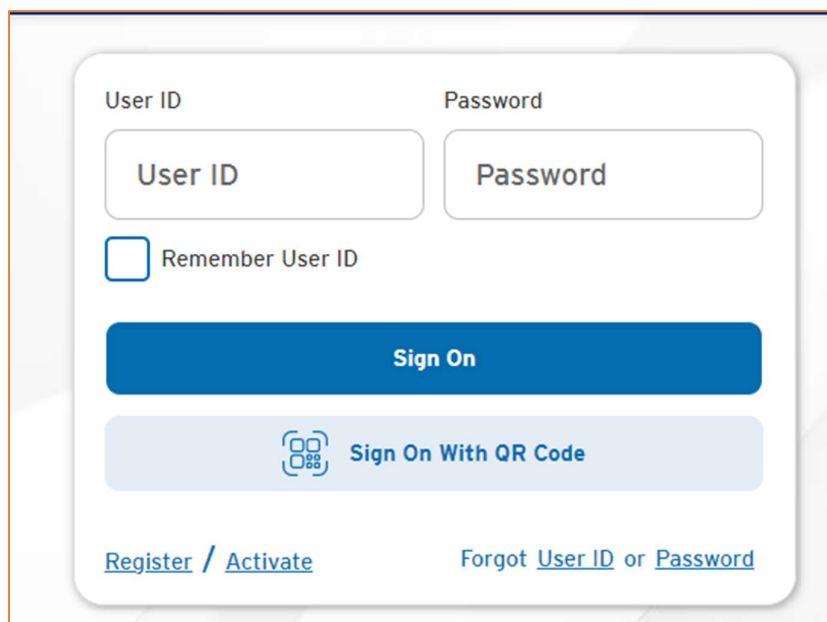 User ID
Password
User ID
Password
Remember User ID
Sign On
Sign On With QR Code
Register / Activate
Forgot User ID or Password